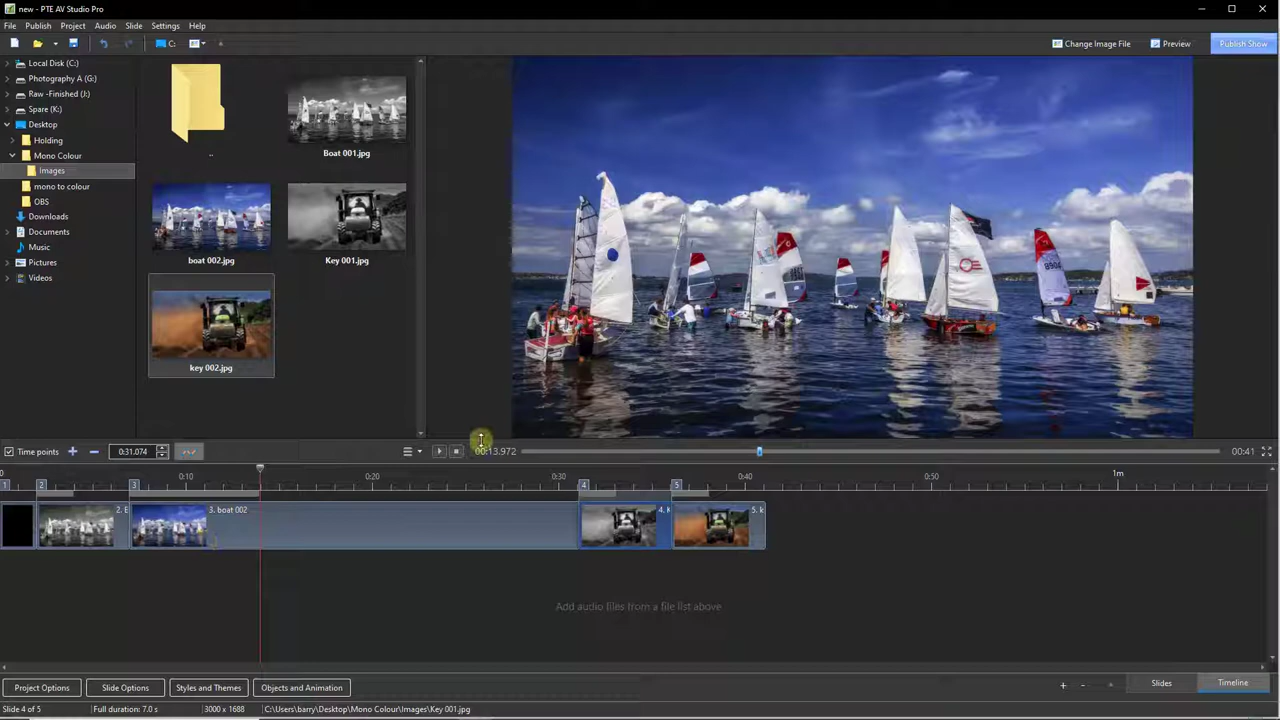 new - PTE AV Studio Pro
File Publish Project Audio Slide Settings Help
C: Change Image File Preview Publish Show
Local Disk (C:)
Photography A (G:)
Raw -Finished (J:)
Spare (K:)
Desktop
Holding
Mono Colour
Images
mono to colour
OBS
Downloads
Documents
Music
Pictures
Videos
..
Boat 001.jpg
boat 002.jpg
Key 001.jpg
key 002.jpg
Time points 0:31.074 00:13.972 00:41
0:10 0:20 0:30 0:40 0:50 1m
1 2 3 4 5
3. boat 002
Add audio files from a file list above
Project Options Slide Options Styles and Themes Objects and Animation Slides Timeline
Slide 4 of 5 Full duration: 7.0 s 3000 x 1688 C:\Users\barry\Desktop\Mono Colour\Images\Key 001.jpg